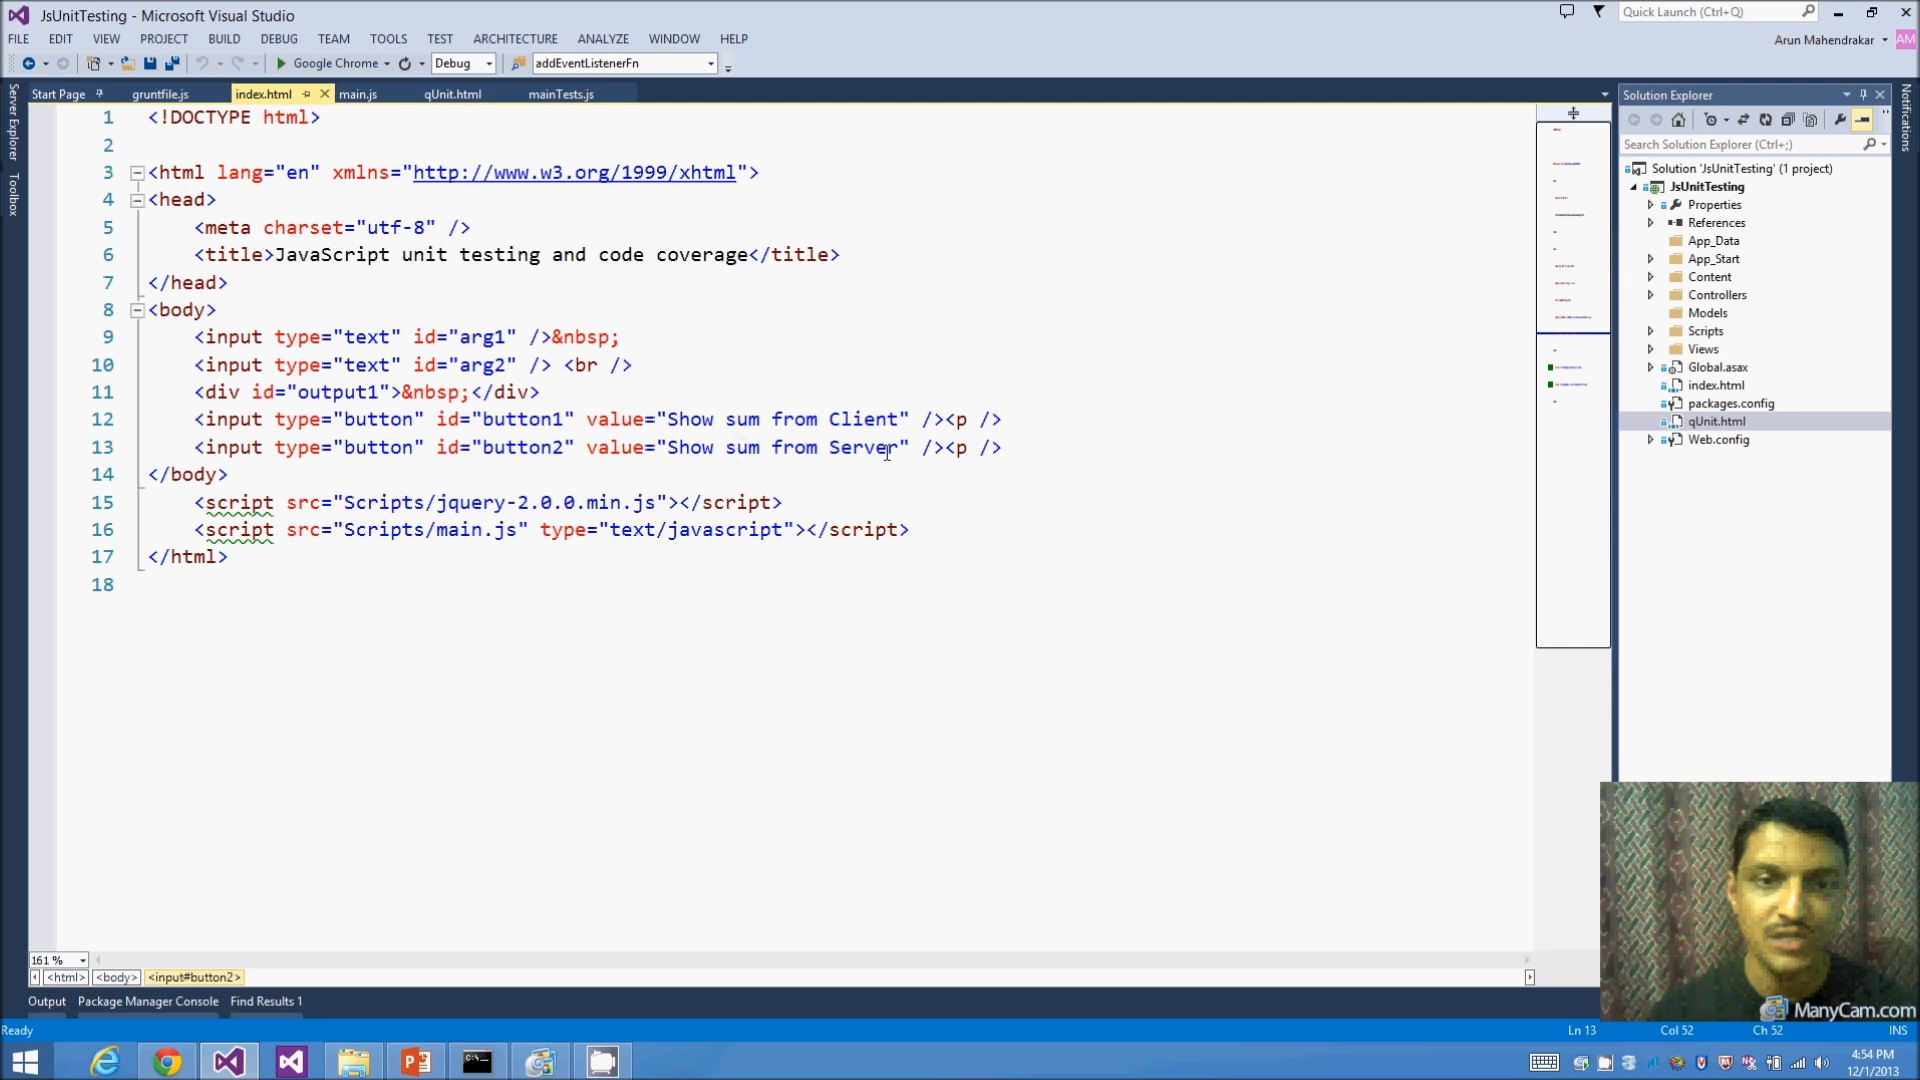 JsUnitTesting - Microsoft Visual Studio
Quick Launch (Ctrl+Q)
FILE EDIT VIEW PROJECT BUILD DEBUG TEAM TOOLS TEST ARCHITECTURE ANALYZE WINDOW HELP
Arun Mahendrakar AM
Google Chrome Debug addEventListenerFn
Server Explorer
Toolbox
Start Page gruntfile.js index.html main.js qUnit.html mainTests.js
1 <!DOCTYPE html>
2
3 <html lang="en" xmlns="http://www.w3.org/1999/xhtml">
4 <head>
5 <meta charset="utf-8" />
6 <title>JavaScript unit testing and code coverage</title>
7 </head>
8 <body>
9 <input type="text" id="arg1" />&nbsp;
10 <input type="text" id="arg2" /> <br />
11 <div id="output1">&nbsp;</div>
12 <input type="button" id="button1" value="Show sum from Client" /><p />
13 <input type="button" id="button2" value="Show sum from Server" /><p />
14 </body>
15 <script src="Scripts/jquery-2.0.0.min.js"></script>
16 <script src="Scripts/main.js" type="text/javascript"></script>
17 </html>
18
Solution Explorer
Notifications
Search Solution Explorer (Ctrl+;)
Solution 'JsUnitTesting' (1 project)
JsUnitTesting
Properties
References
App_Data
App_Start
Content
Controllers
Models
Scripts
Views
Global.asax
index.html
packages.config
qUnit.html
Web.config
161 %
<html> <body> <input#button2>
Output Package Manager Console Find Results 1
ManyCam.com
Ready Ln 13 Col 52 Ch 52 INS
4:54 PM
12/1/2013